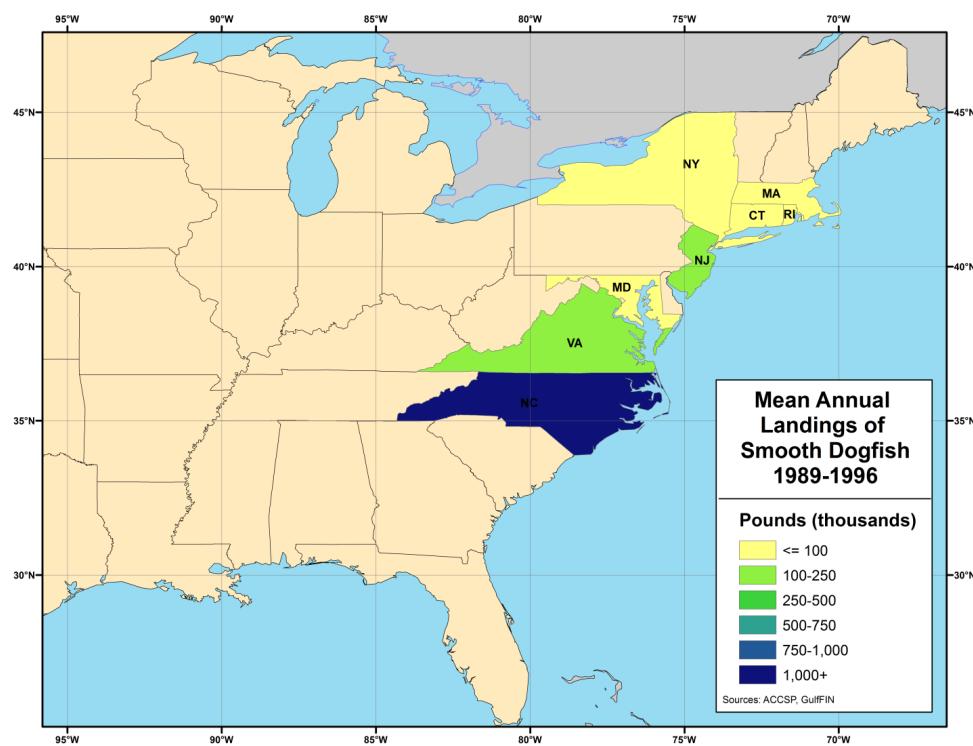 95°W 90°W 85°W 80°W 75°W 70°W
45°N 45°N
NY
MA
CT RI
NJ
40°N 40°N
MD
VA
NC
35°N 35°N
Mean Annual
Landings of
Smooth Dogfish
1989-1996
Pounds (thousands)
<= 100
100-250
250-500
500-750
750-1,000
1,000+
Sources: ACCSP, GulfFIN
30°N 30°N
95°W 90°W 85°W 80°W 75°W 70°W